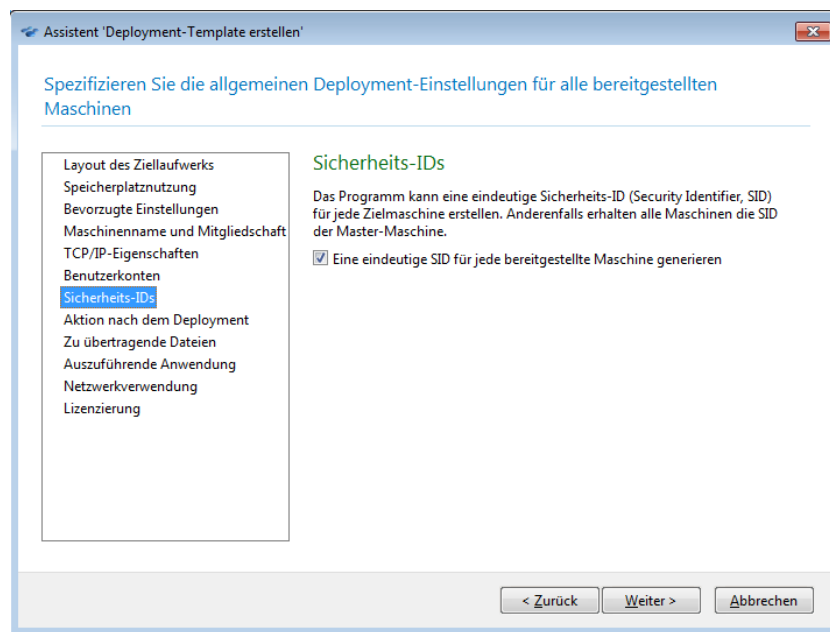 Assistent 'Deployment-Template erstellen'
Spezifizieren Sie die allgemeinen Deployment-Einstellungen für alle bereitgestellten
Maschinen
Layout des Ziellaufwerks
Speicherplatznutzung
Bevorzugte Einstellungen
Maschinenname und Mitgliedschaft
TCP/IP-Eigenschaften
Benutzerkonten
Sicherheits-IDs
Aktion nach dem Deployment
Zu übertragende Dateien
Auszuführende Anwendung
Netzwerkverwendung
Lizenzierung
Sicherheits-IDs
Das Programm kann eine eindeutige Sicherheits-ID (Security Identifier, SID)
für jede Zielmaschine erstellen. Anderenfalls erhalten alle Maschinen die SID
der Master-Maschine.
Eine eindeutige SID für jede bereitgestellte Maschine generieren
< Zurück
Weiter >
Abbrechen